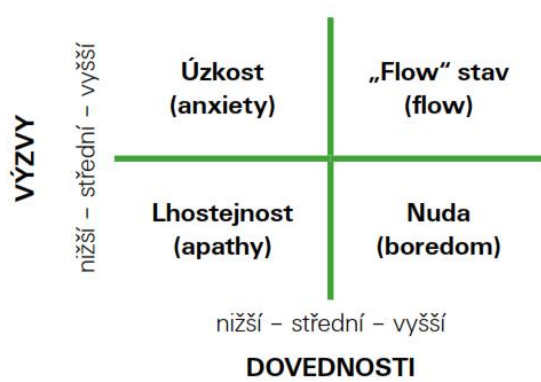 VÝZVY
nižší – střední – vyšší
Úzkost
(anxiety)
„Flow“ stav
(flow)
Lhostejnost
(apathy)
Nuda
(boredom)
nižší – střední – vyšší
DOVEDNOSTI